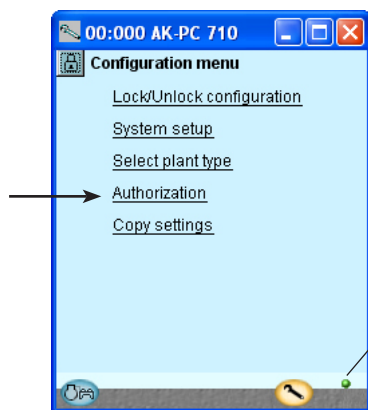 00:000 AK-PC 710
Configuration menu
Lock/Unlock configuration
System setup
Select plant type
Authorization
Copy settings